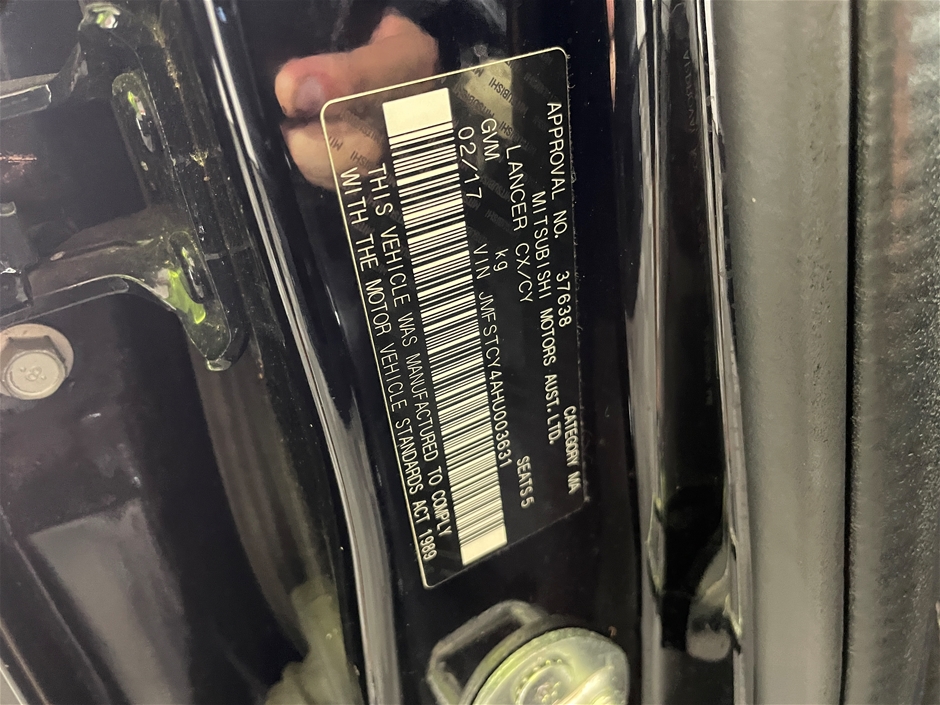 APPROVAL NO. 37638 CATEGORY MA
MITSUBISHI MOTORS AUST. LTD.
LANCER CX/CY SEATS 5
GVM kg
02/17 VIN JMFSTCY4AHU003631
THIS VEHICLE WAS MANUFACTURED TO COMPLY
WITH THE MOTOR VEHICLE STANDARDS ACT 1989